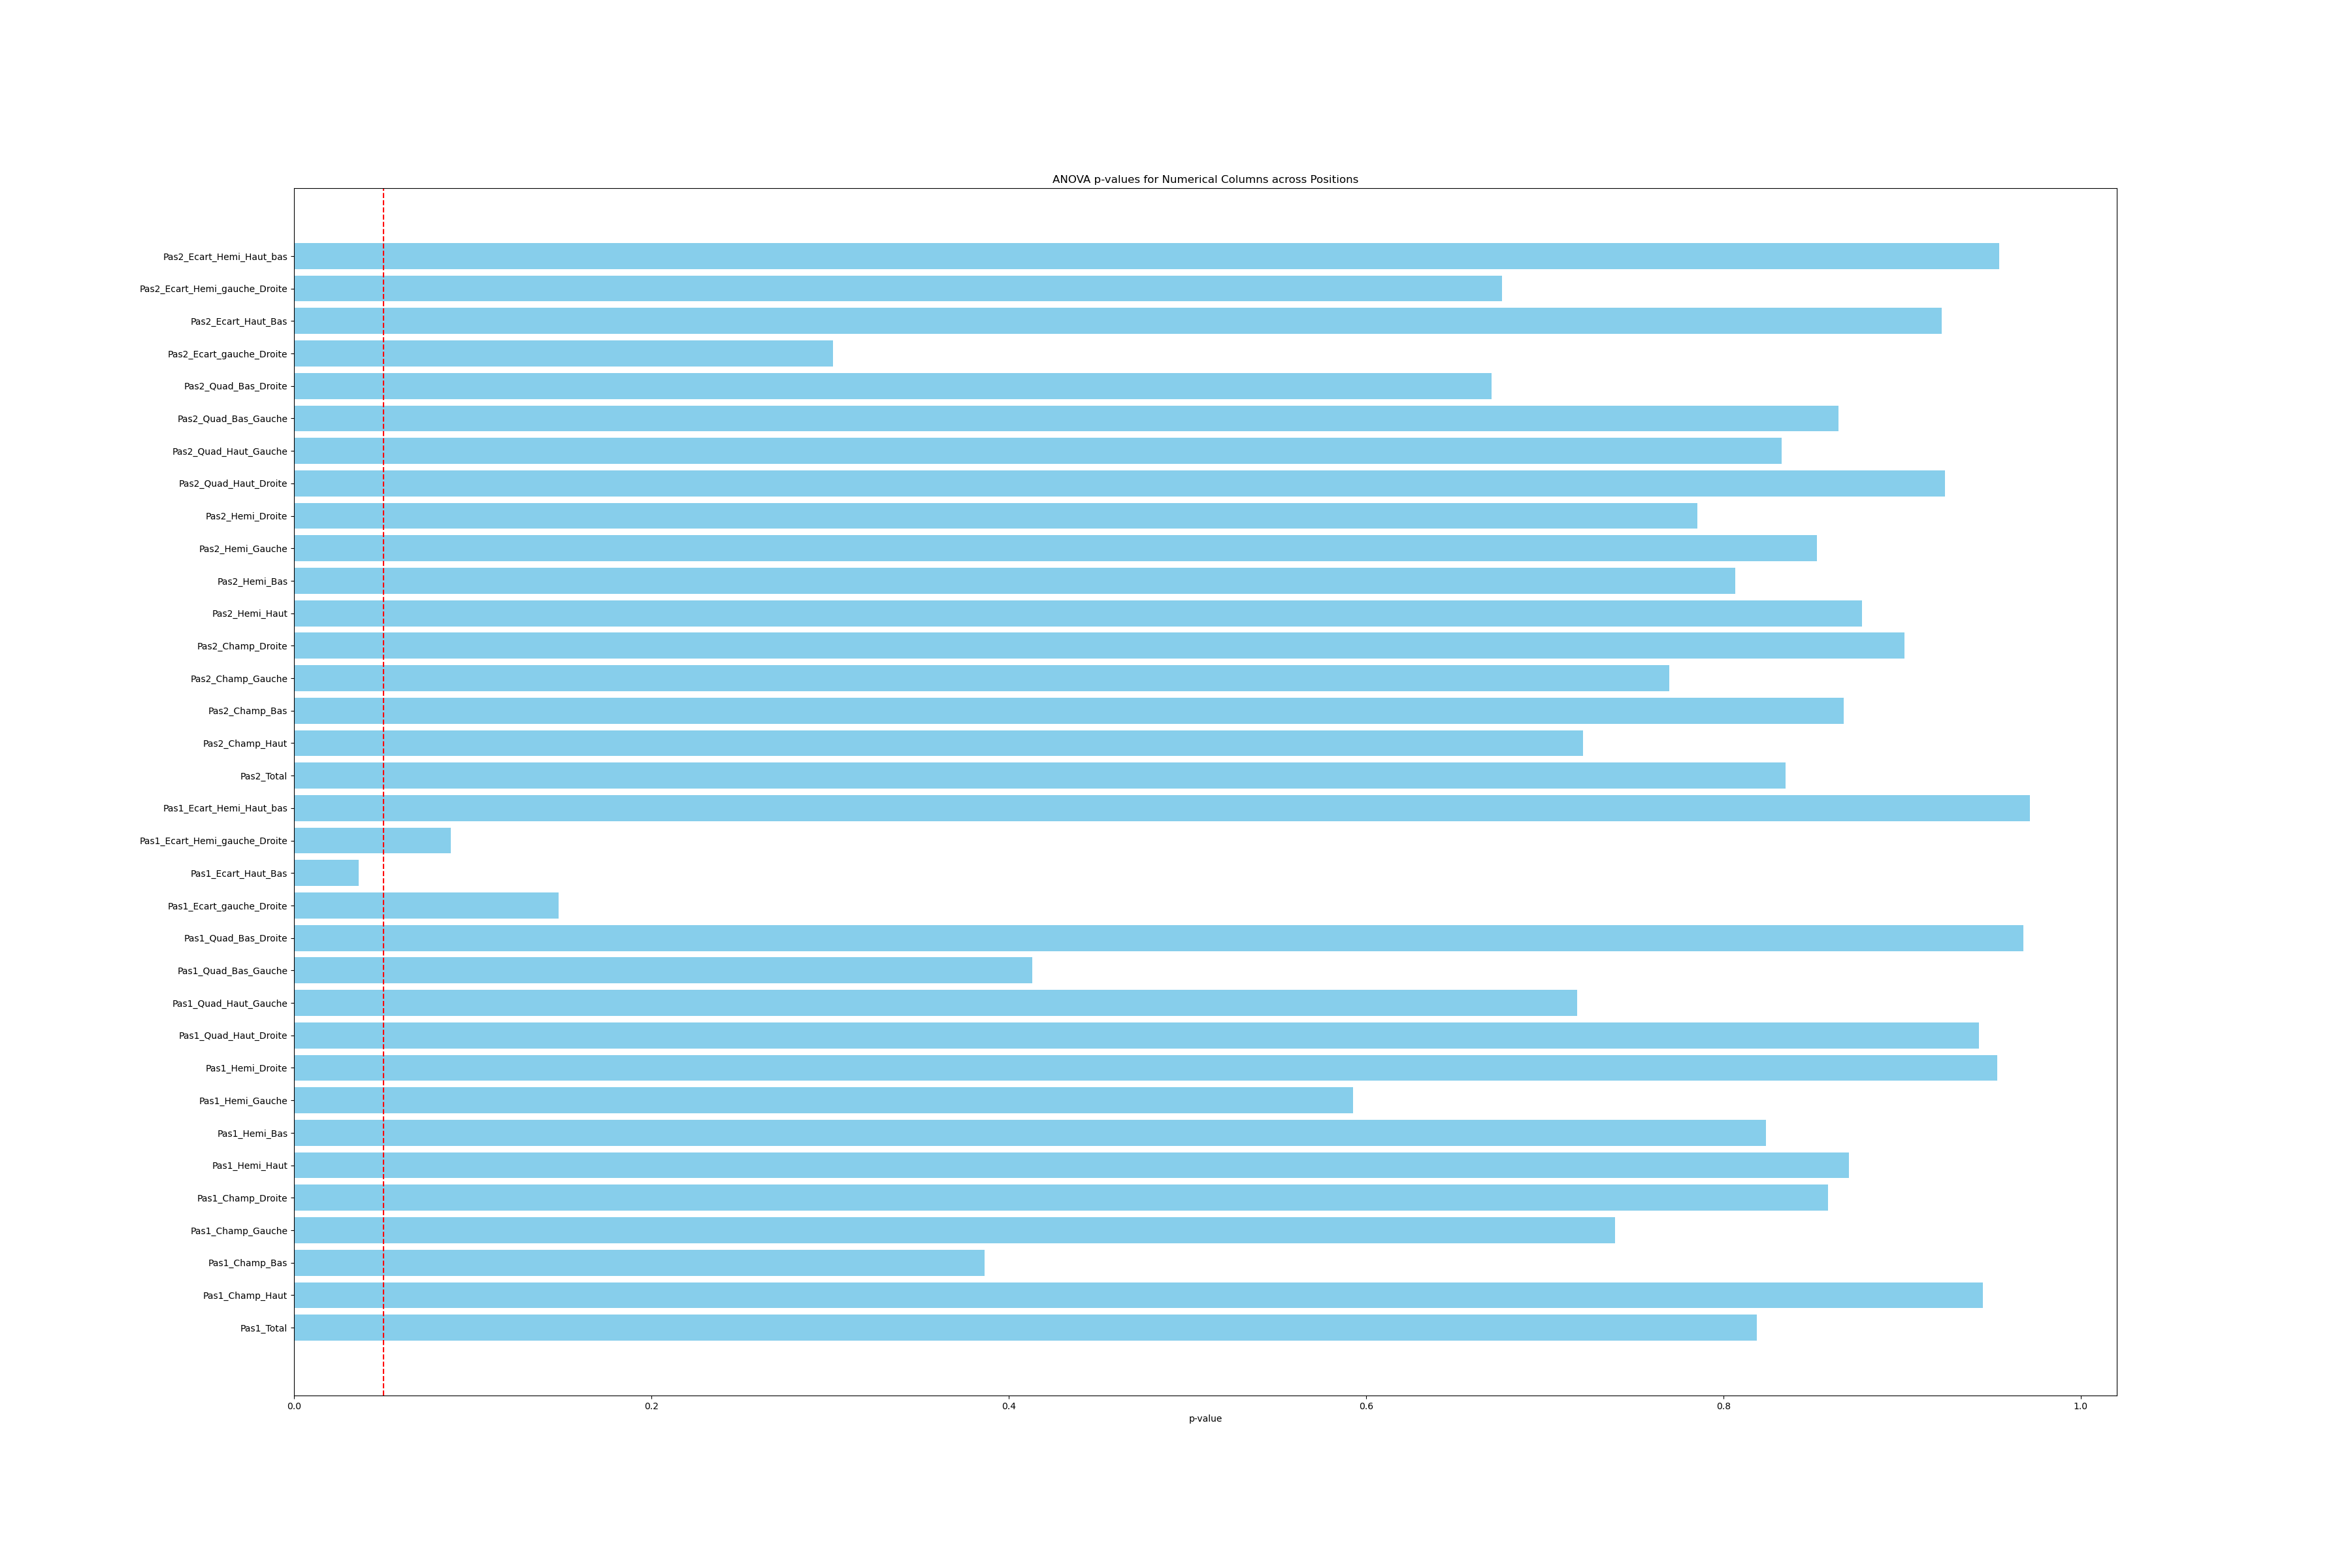 ANOVA p-values for Numerical Columns across Positions
Pas2_Ecart_Hemi_Haut_bas
Pas2_Ecart_Hemi_gauche_Droite
Pas2_Ecart_Haut_Bas
Pas2_Ecart_gauche_Droite
Pas2_Quad_Bas_Droite
Pas2_Quad_Bas_Gauche
Pas2_Quad_Haut_Gauche
Pas2_Quad_Haut_Droite
Pas2_Hemi_Droite
Pas2_Hemi_Gauche
Pas2_Hemi_Bas
Pas2_Hemi_Haut
Pas2_Champ_Droite
Pas2_Champ_Gauche
Pas2_Champ_Bas
Pas2_Champ_Haut
Pas2_Total
Pas1_Ecart_Hemi_Haut_bas
Pas1_Ecart_Hemi_gauche_Droite
Pas1_Ecart_Haut_Bas
Pas1_Ecart_gauche_Droite
Pas1_Quad_Bas_Droite
Pas1_Quad_Bas_Gauche
Pas1_Quad_Haut_Gauche
Pas1_Quad_Haut_Droite
Pas1_Hemi_Droite
Pas1_Hemi_Gauche
Pas1_Hemi_Bas
Pas1_Hemi_Haut
Pas1_Champ_Droite
Pas1_Champ_Gauche
Pas1_Champ_Bas
Pas1_Champ_Haut
Pas1_Total
0.0 0.2 0.4 0.6 0.8 1.0
p-value